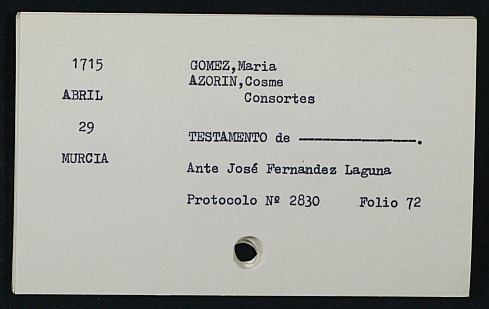 1715
ABRIL
29
MURCIA
GOMEZ,Maria
AZORIN,Cosme
Consortes
TESTAMENTO de ———————————.
Ante José Fernandez Laguna
Protocolo Nº 2830 Folio 72